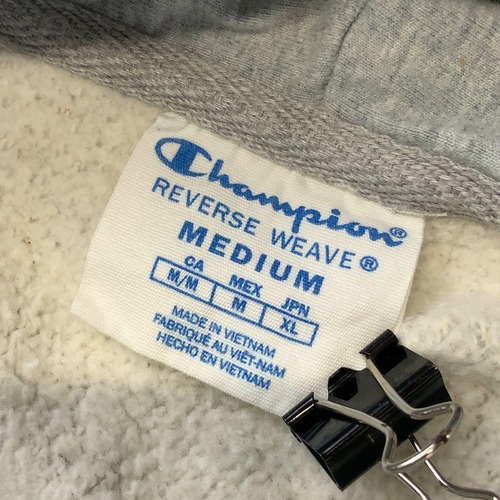 Champion®
REVERSE WEAVE®
MEDIUM
CA MEX JPN
M/M M XL
MADE IN VIETNAM
FABRIQUÉ AU VIÊT-NAM
HECHO EN VIETNAM